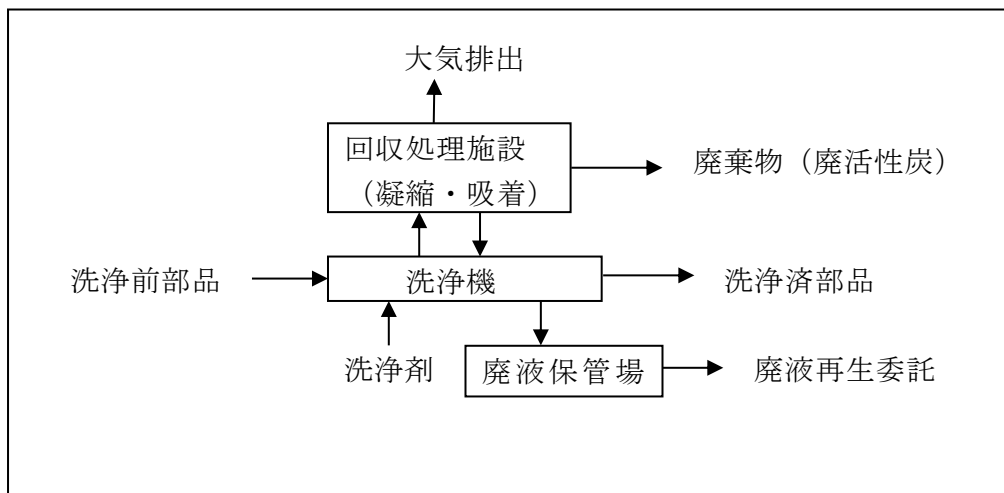 大気排出
回収処理施設
（凝縮・吸着）
廃棄物（廃活性炭）
洗浄前部品
洗浄機
洗浄済部品
洗浄剤
廃液保管場
廃液再生委託